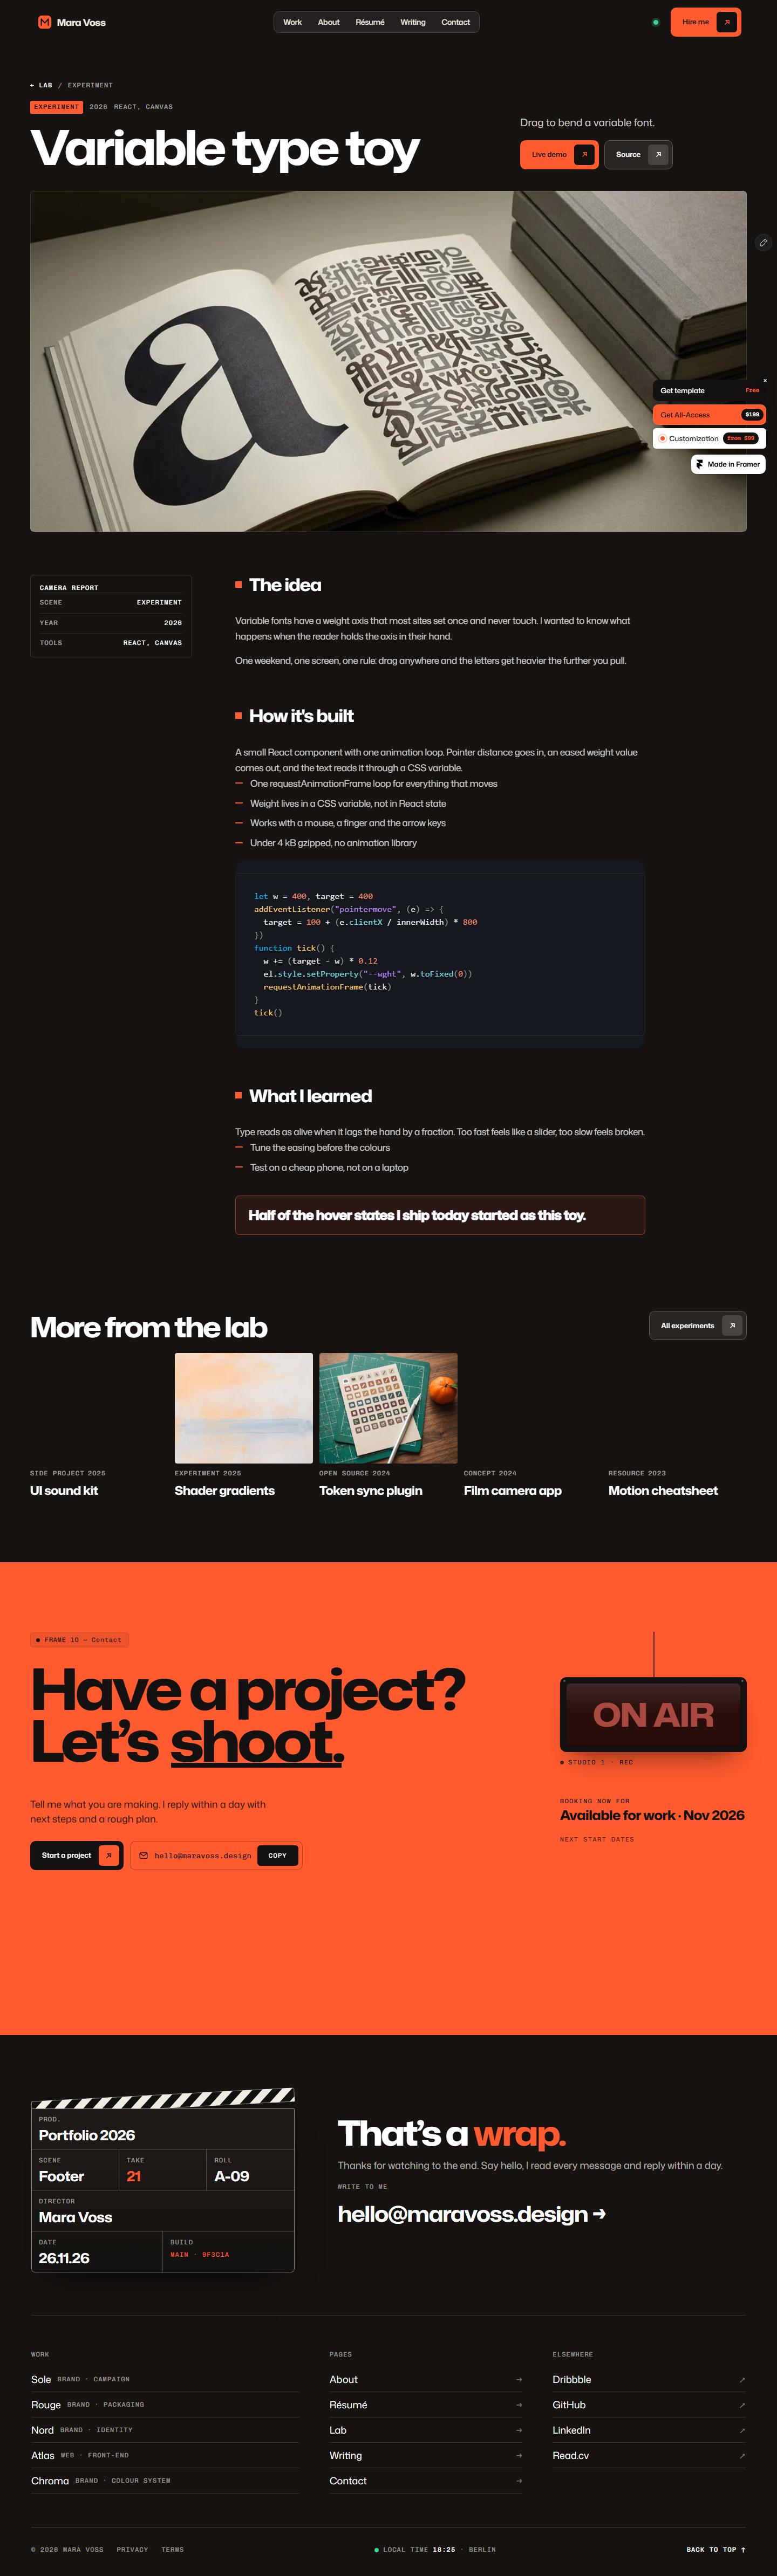 Mara Voss
Work About Résumé Writing Contact
Hire me
← LAB / EXPERIMENT
EXPERIMENT 2026 REACT, CANVAS
Variable type toy
Drag to bend a variable font.
Live demo
Source
a
Get template Free
Get All-Access $199
Customization from $99
Made in Framer
CAMERA REPORT
SCENE EXPERIMENT
YEAR 2026
TOOLS REACT, CANVAS
The idea
Variable fonts have a weight axis that most sites set once and never touch. I wanted to know what
happens when the reader holds the axis in their hand.
One weekend, one screen, one rule: drag anywhere and the letters get heavier the further you pull.
How it's built
A small React component with one animation loop. Pointer distance goes in, an eased weight value
comes out, and the text reads it through a CSS variable.
One requestAnimationFrame loop for everything that moves
Weight lives in a CSS variable, not in React state
Works with a mouse, a finger and the arrow keys
Under 4 kB gzipped, no animation library
let w = 400, target = 400
addEventListener("pointermove", (e) => {
target = 100 + (e.clientX / innerWidth) * 800
})
function tick() {
w += (target - w) * 0.12
el.style.setProperty("--wght", w.toFixed(0))
requestAnimationFrame(tick)
}
tick()
What I learned
Type reads as alive when it lags the hand by a fraction. Too fast feels like a slider, too slow feels broken.
Tune the easing before the colours
Test on a cheap phone, not on a laptop
Half of the hover states I ship today started as this toy.
More from the lab
All experiments
SIDE PROJECT 2025
UI sound kit
EXPERIMENT 2025
Shader gradients
OPEN SOURCE 2024
Token sync plugin
CONCEPT 2024
Film camera app
RESOURCE 2023
Motion cheatsheet
FRAME 10 — Contact
Have a project?
Let's shoot.
Tell me what you are making. I reply within a day with
next steps and a rough plan.
Start a project
hello@maravoss.design COPY
ON AIR
STUDIO 1 · REC
BOOKING NOW FOR
Available for work · Nov 2026
NEXT START DATES
PROD.
Portfolio 2026
SCENE TAKE ROLL
Footer 21 A-09
DIRECTOR
Mara Voss
DATE BUILD
26.11.26 MAIN · 9F3C1A
That's a wrap.
Thanks for watching to the end. Say hello, I read every message and reply within a day.
WRITE TO ME
hello@maravoss.design →
WORK
Sole BRAND · CAMPAIGN
Rouge BRAND · PACKAGING
Nord BRAND · IDENTITY
Atlas WEB · FRONT-END
Chroma BRAND · COLOUR SYSTEM
PAGES
About →
Résumé →
Lab →
Writing →
Contact →
ELSEWHERE
Dribbble ↗
GitHub ↗
LinkedIn ↗
Read.cv ↗
© 2026 MARA VOSS PRIVACY TERMS
LOCAL TIME 18:25 · BERLIN
BACK TO TOP ↑